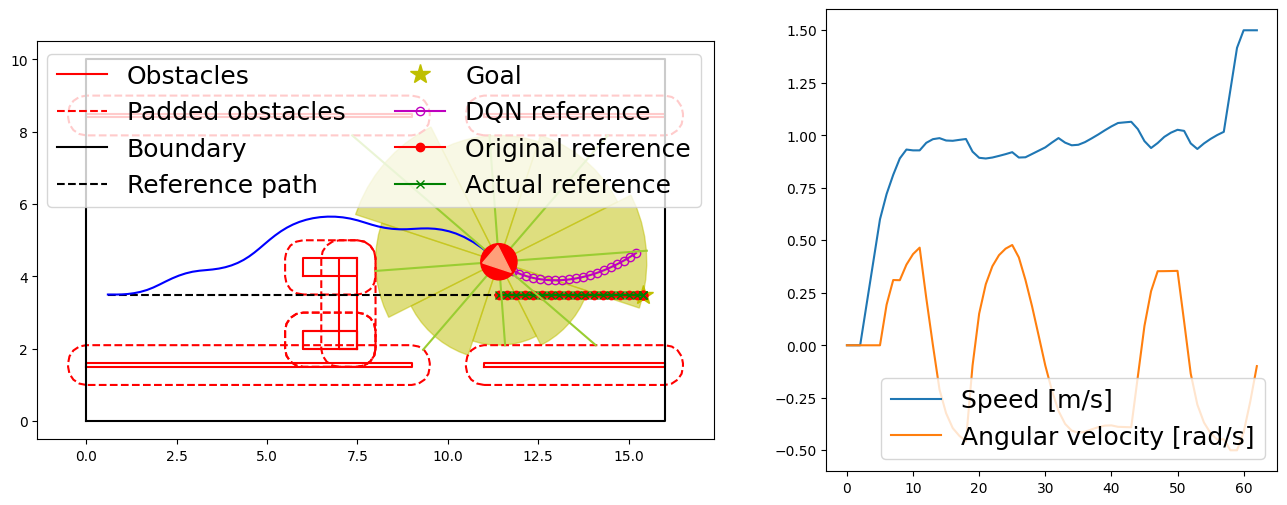 Obstacles
Padded obstacles
Boundary
Reference path
Goal
DQN reference
Original reference
Actual reference
10
8
6
4
2
0
0.0 2.5 5.0 7.5 10.0 12.5 15.0
1.50
1.25
1.00
0.75
0.50
0.25
0.00
−0.25
−0.50
Speed [m/s]
Angular velocity [rad/s]
0 10 20 30 40 50 60